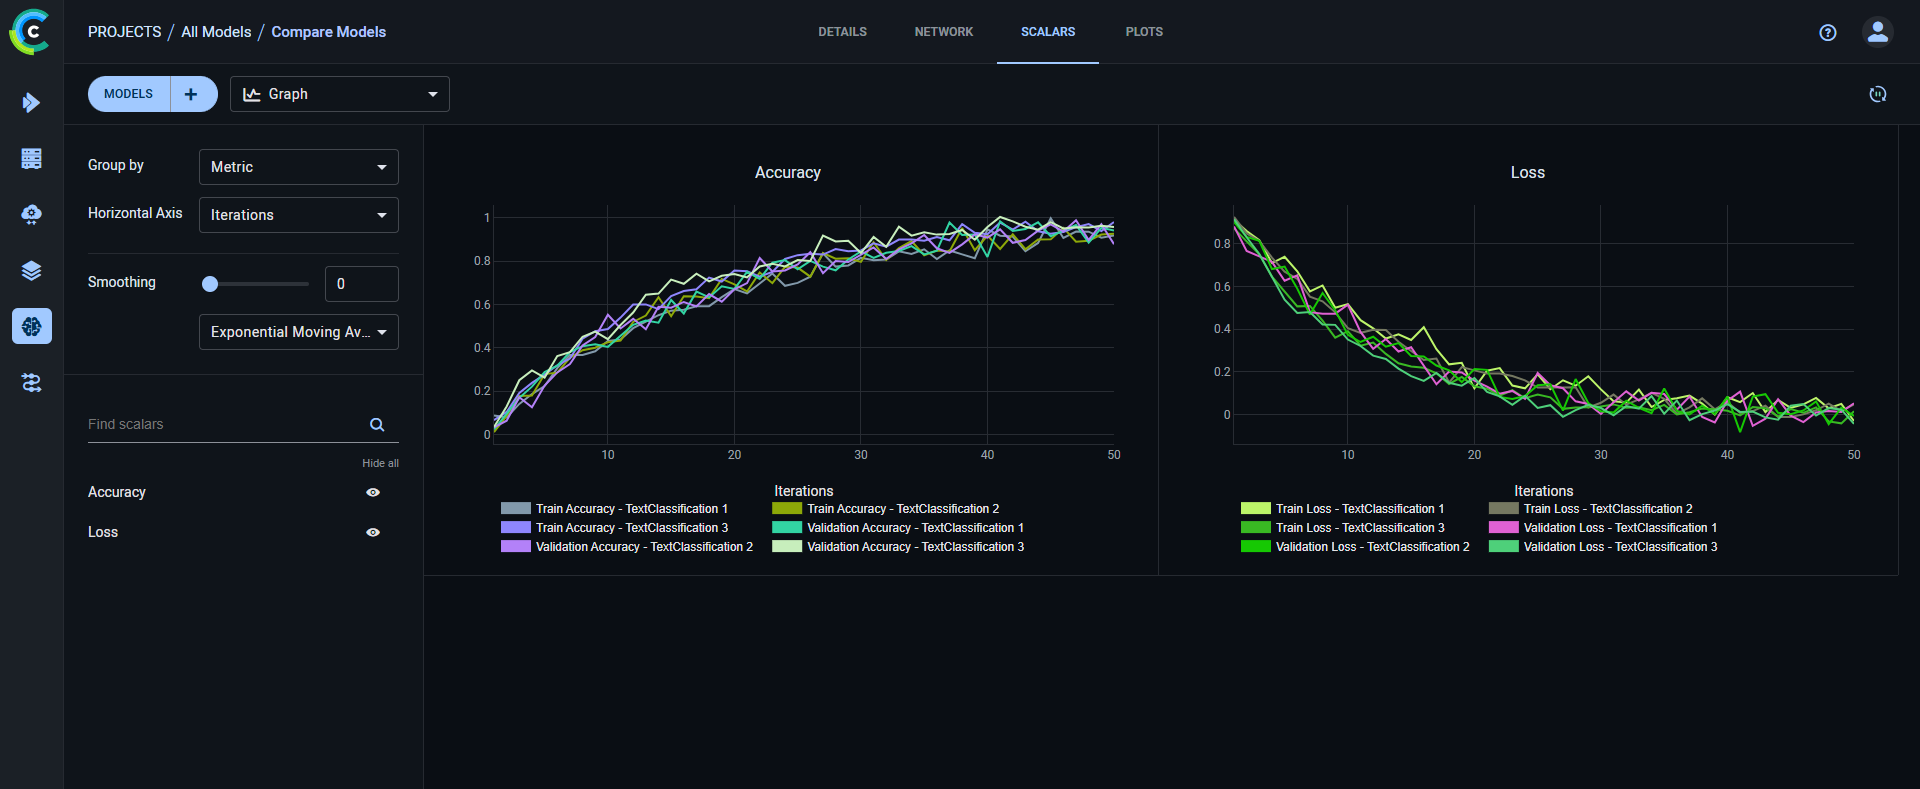 PROJECTS / All Models / Compare Models
DETAILS
NETWORK
SCALARS
PLOTS
MODELS
+
Graph
Group by
Metric
Horizontal Axis
Iterations
Smoothing
0
Exponential Moving Av...
Find scalars
Hide all
Accuracy
Loss
Accuracy
1
0.8
0.6
0.4
0.2
0
10 20 30 40 50
Iterations
Train Accuracy - TextClassification 1
Train Accuracy - TextClassification 2
Train Accuracy - TextClassification 3
Validation Accuracy - TextClassification 1
Validation Accuracy - TextClassification 2
Validation Accuracy - TextClassification 3
Loss
0.8
0.6
0.4
0.2
0
10 20 30 40 50
Iterations
Train Loss - TextClassification 1
Train Loss - TextClassification 2
Train Loss - TextClassification 3
Validation Loss - TextClassification 1
Validation Loss - TextClassification 2
Validation Loss - TextClassification 3